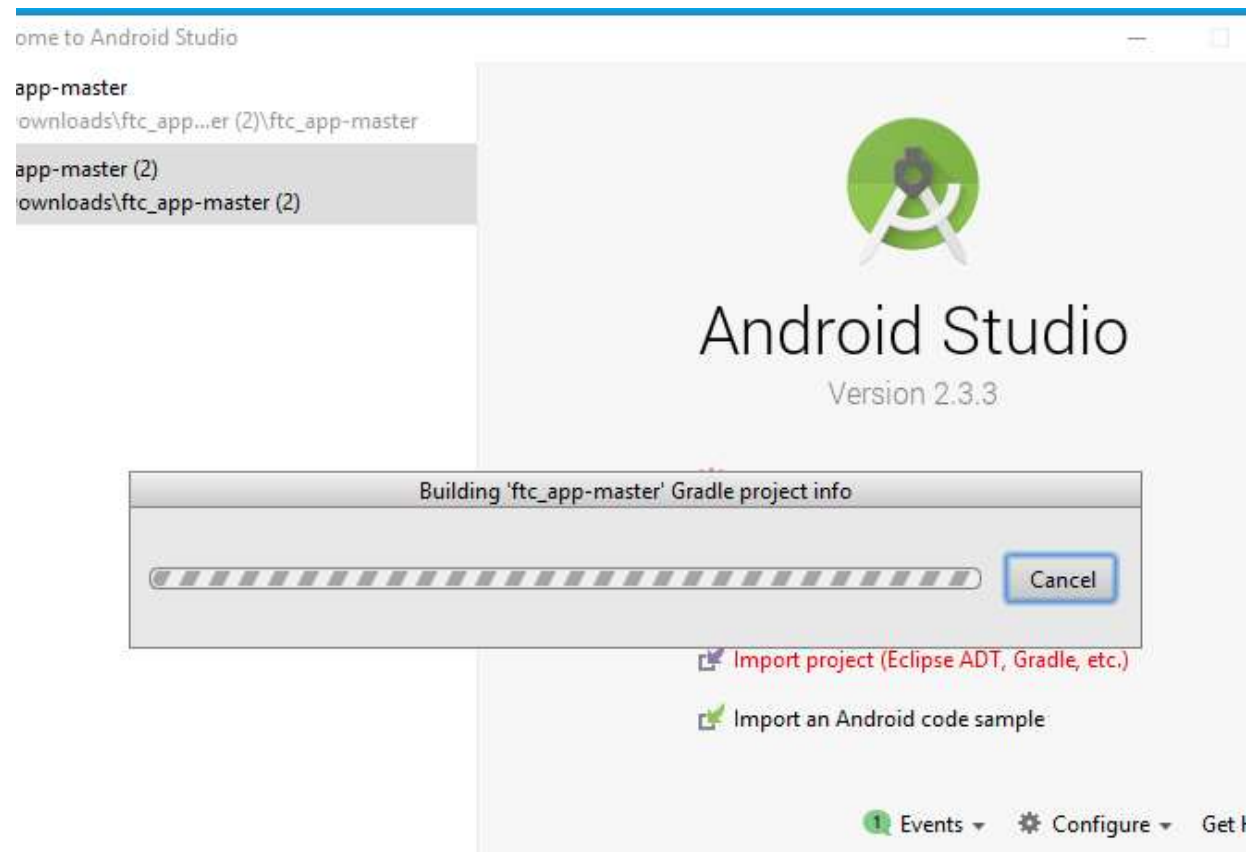 ome to Android Studio
app-master
ownloads\ftc_app...er (2)\ftc_app-master
app-master (2)
ownloads\ftc_app-master (2)
Android Studio
Version 2.3.3
Building 'ftc_app-master' Gradle project info
Cancel
Import project (Eclipse ADT, Gradle, etc.)
Import an Android code sample
1 Events
Configure
Get